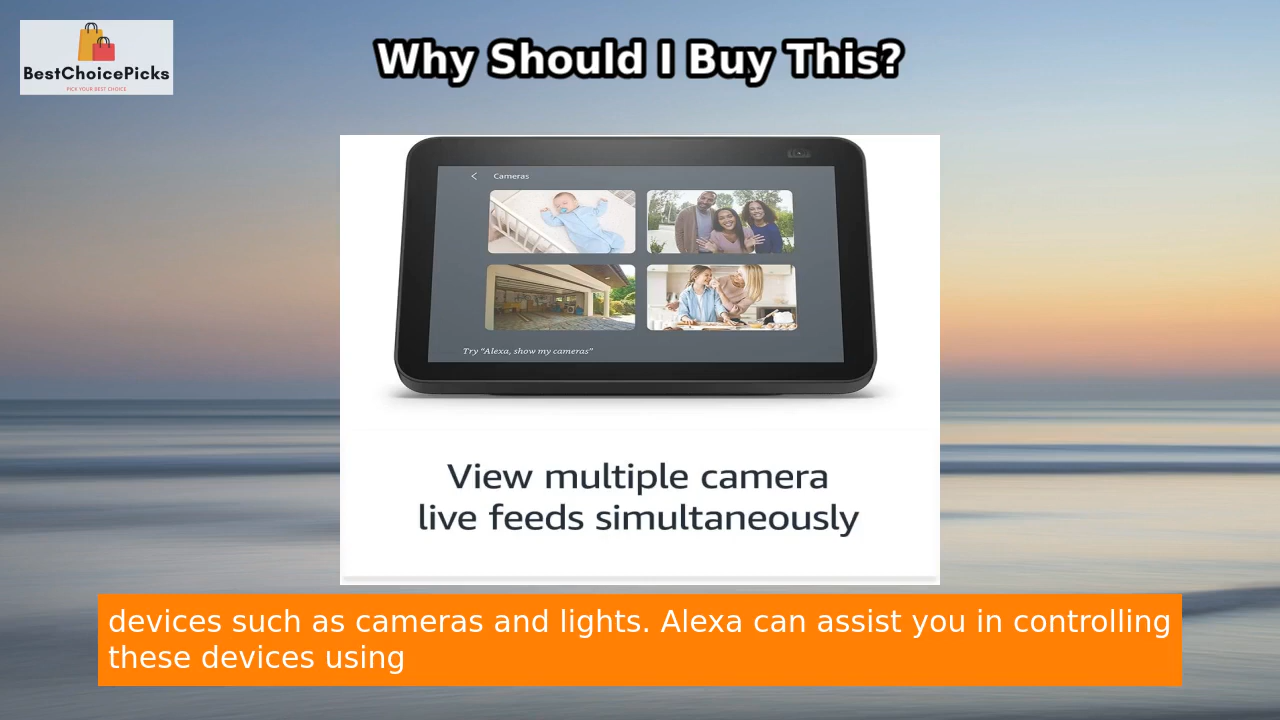 BestChoicePicks
PICK YOUR BEST CHOICE
Why Should I Buy This?
Cameras
Try “Alexa, show my cameras”
View multiple camera
live feeds simultaneously
devices such as cameras and lights. Alexa can assist you in controlling
these devices using